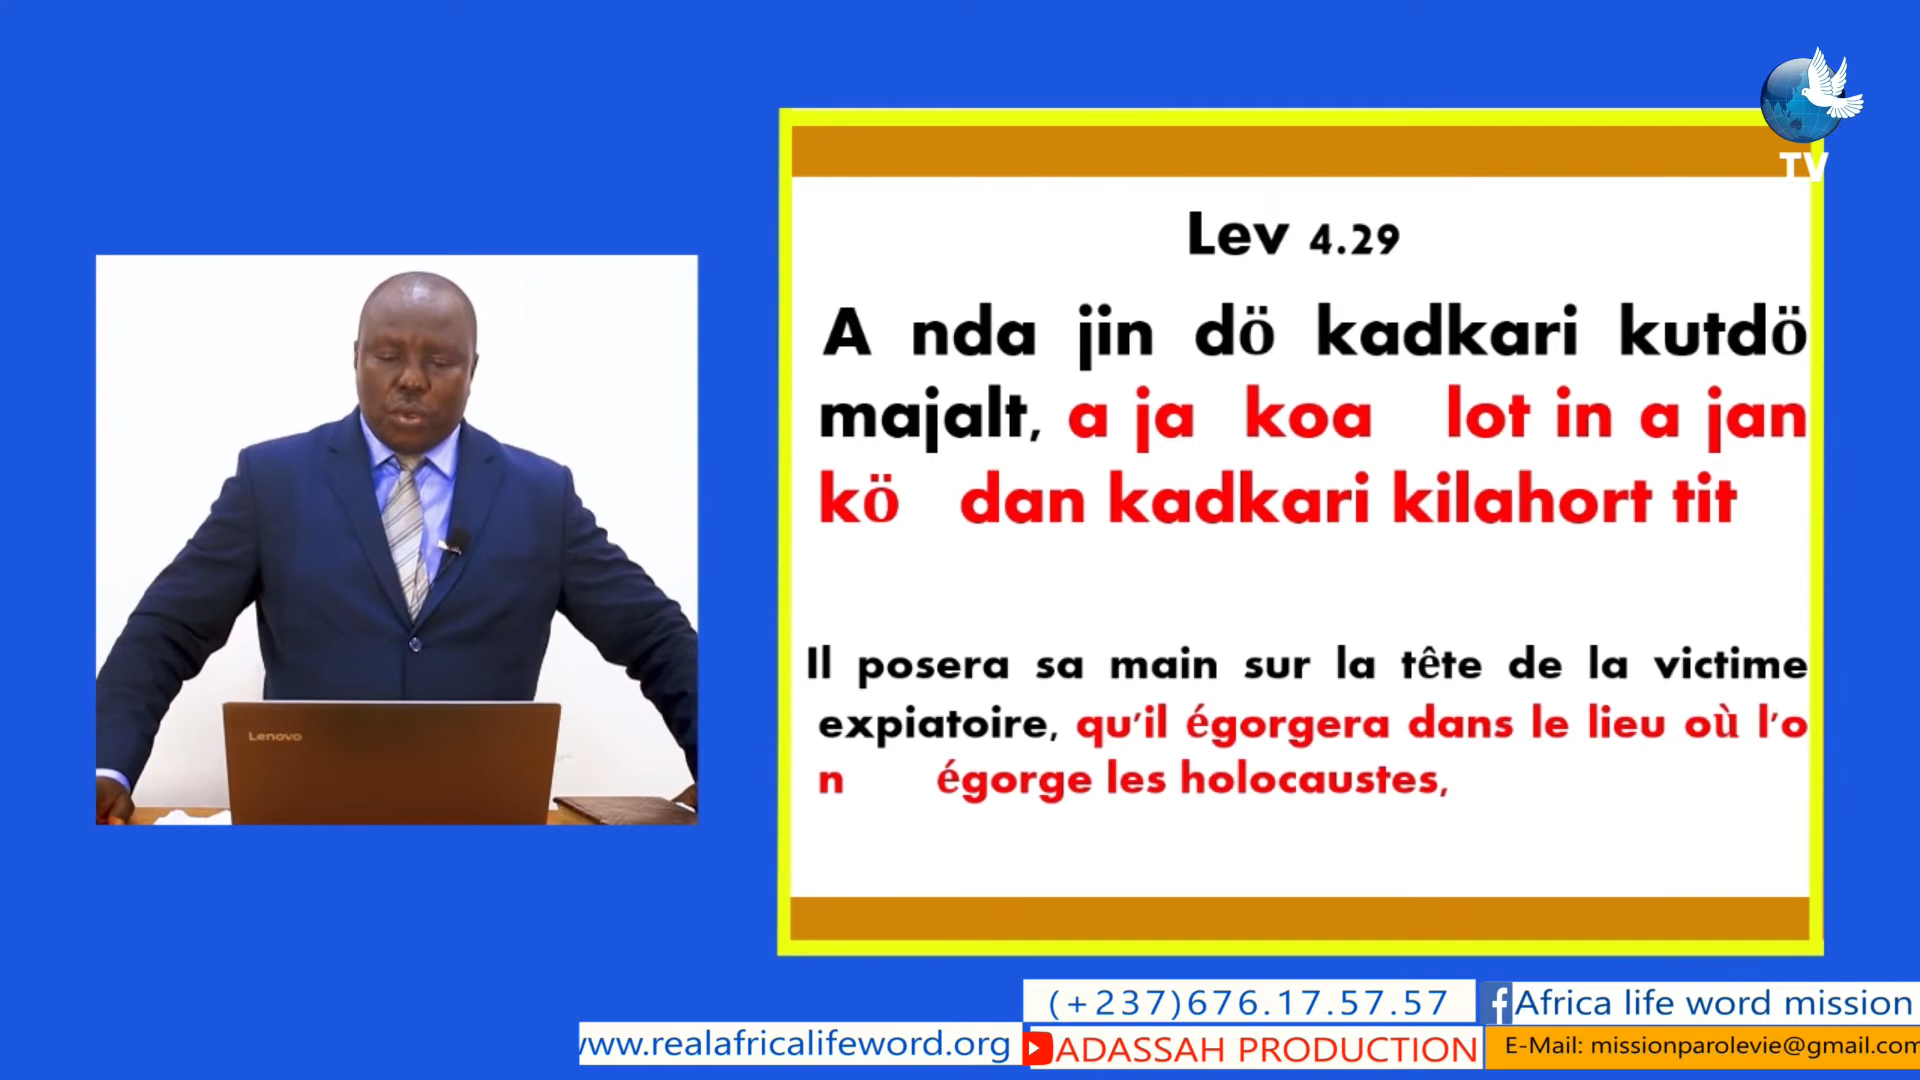 TV
Lev 4.29
A nda jin dö kadkari kutdö
majalt, a ja koa lot in a jan
kö dan kadkari kilahort tit
Il posera sa main sur la tête de la victime
expiatoire, qu'il égorgera dans le lieu où l'o
n égorge les holocaustes,
Lenovo
(+237)676.17.57.57
Africa life word mission
www.realafricalifeword.org
ADASSAH PRODUCTION
E-Mail: missionparolevie@gmail.com